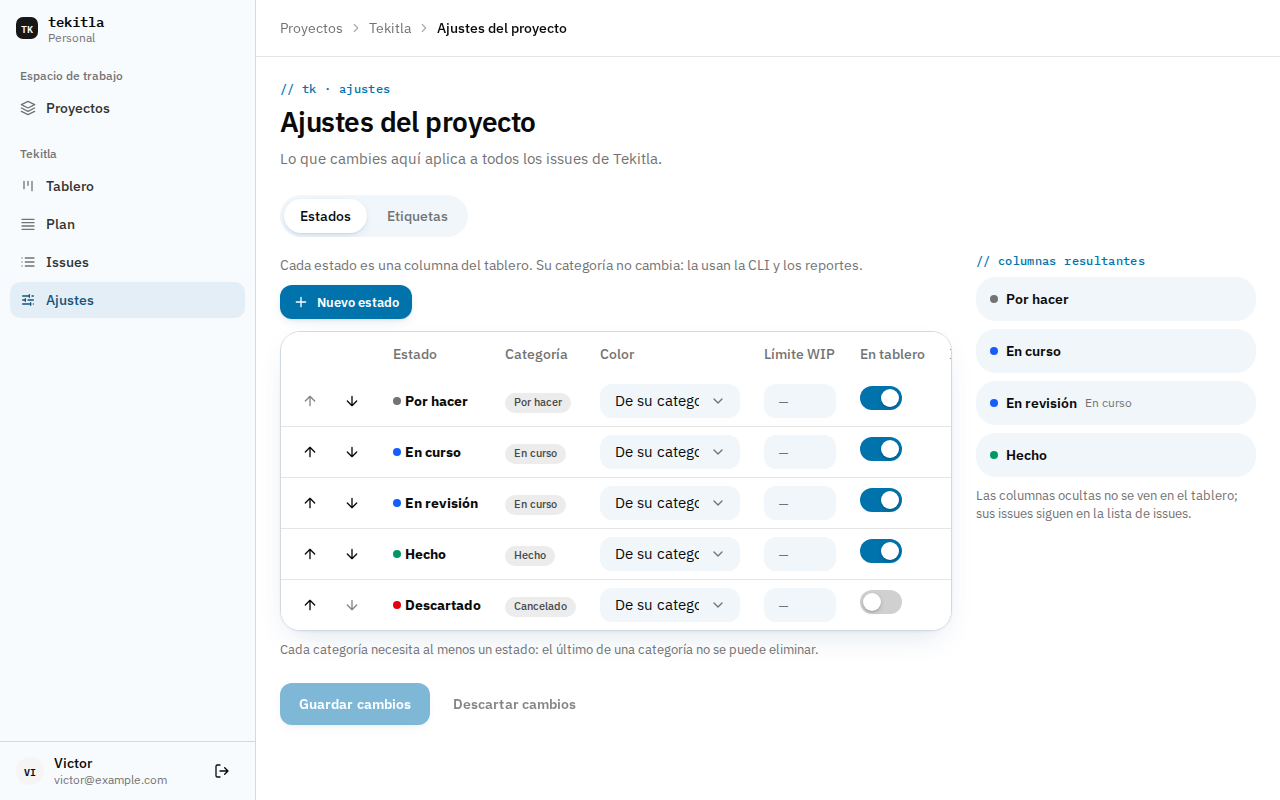 TK
tekitla
Personal
Espacio de trabajo
Proyectos
Tekitla
Tablero
Plan
Issues
Ajustes
VI
Victor
victor@example.com
Proyectos
Tekitla
Ajustes del proyecto
// tk · ajustes
Ajustes del proyecto
Lo que cambies aquí aplica a todos los issues de Tekitla.
Estados
Etiquetas
Cada estado es una columna del tablero. Su categoría no cambia: la usan la CLI y los reportes.
Nuevo estado
Estado Categoría Color Límite WIP En tablero
Por hacer Por hacer De su categ —
En curso En curso De su categ —
En revisión En curso De su categ —
Hecho Hecho De su categ —
Descartado Cancelado De su categ —
Cada categoría necesita al menos un estado: el último de una categoría no se puede eliminar.
Guardar cambios
Descartar cambios
// columnas resultantes
Por hacer
En curso
En revisión En curso
Hecho
Las columnas ocultas no se ven en el tablero;
sus issues siguen en la lista de issues.